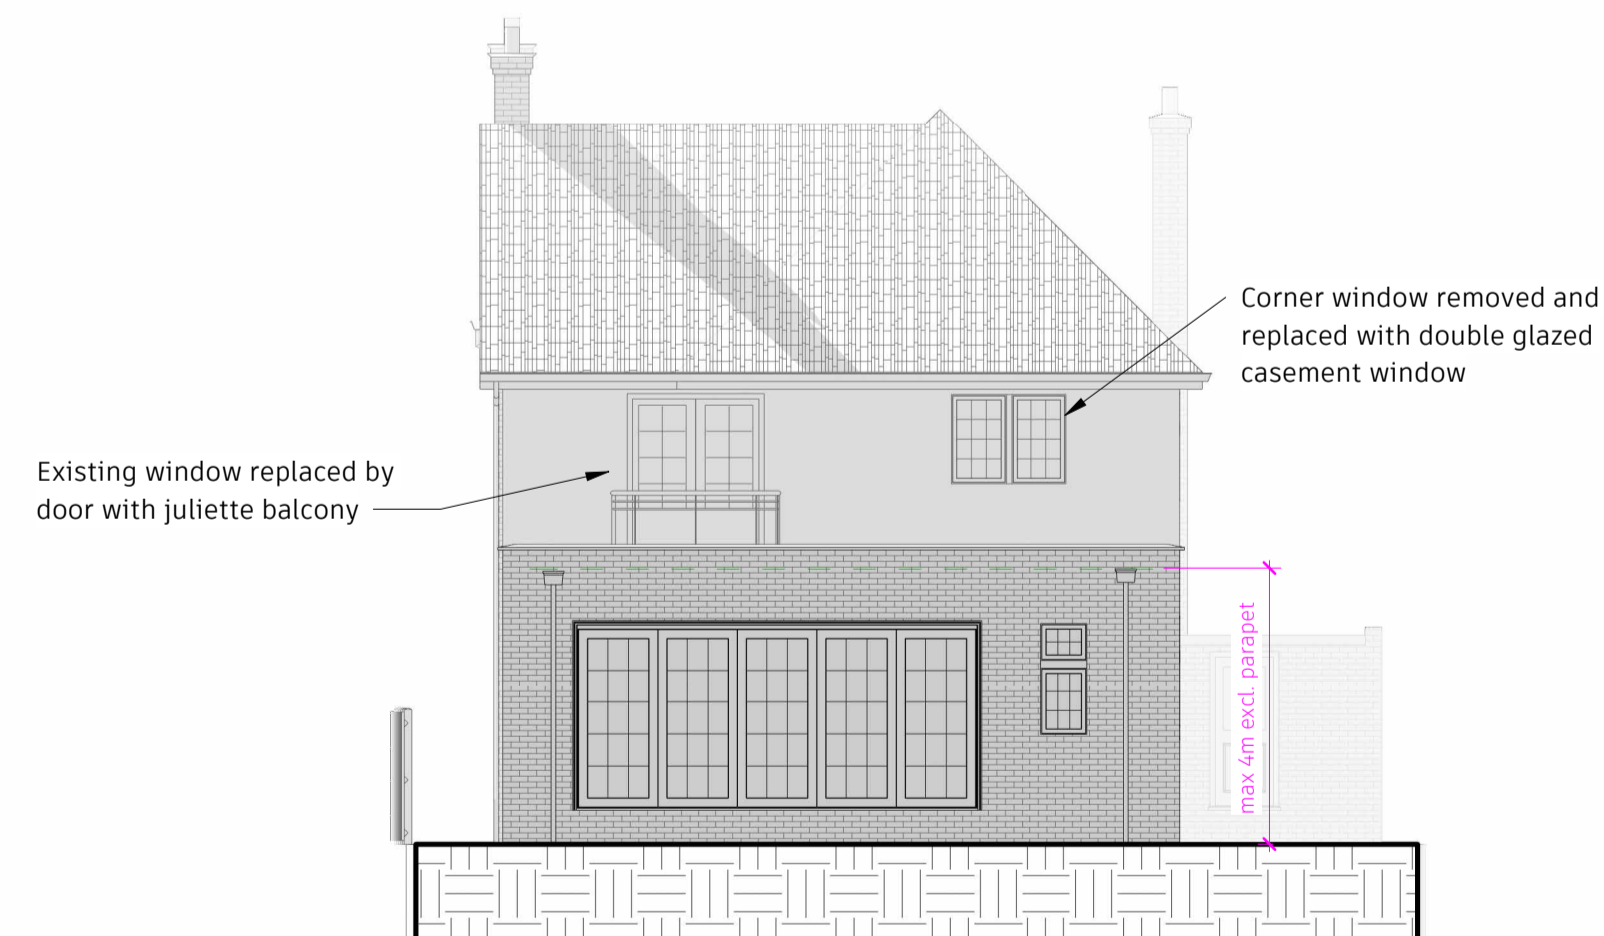 Corner window removed and
replaced with double glazed
casement window
Existing window replaced by
door with juliette balcony
max 4m excl. parapet